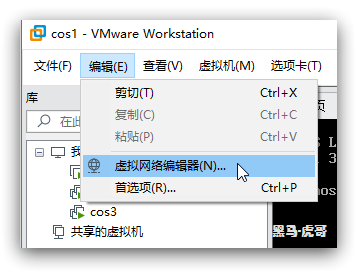 cos1 - VMware Workstation
文件(F) 编辑(E) 查看(V) 虚拟机(M) 选项卡(T)
库
剪切(T) Ctrl+X
复制(C) Ctrl+C
粘贴(P) Ctrl+V
虚拟网络编辑器(N)...
首选项(R)... Ctrl+P
在此
页
我
L
3
os
cos3
共享的虚拟机
黑马·虎哥